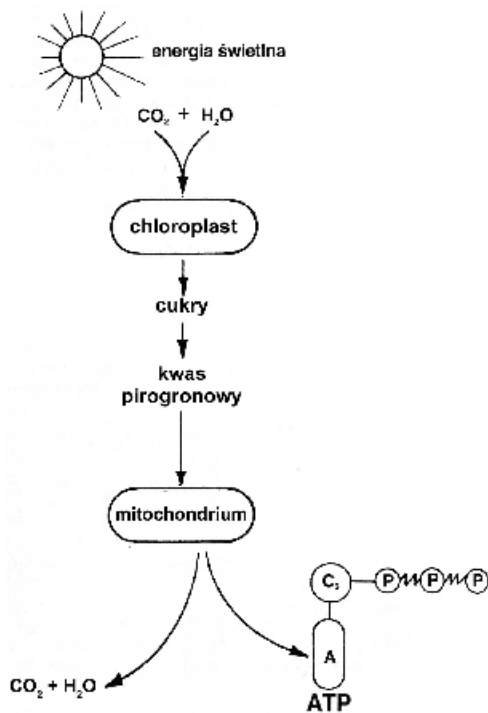 energia świetlna
CO₂ + H₂O
chloroplast
cukry
kwas
pirogronowy
mitochondrium
C₅ P P P
A
CO₂ + H₂O
ATP